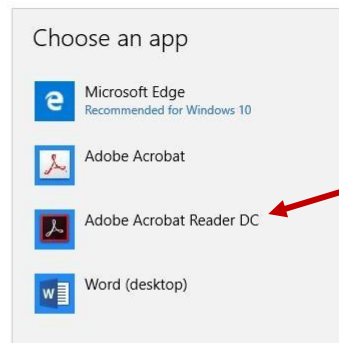 Choose an app
Microsoft Edge
Recommended for Windows 10
Adobe Acrobat
Adobe Acrobat Reader DC
Word (desktop)